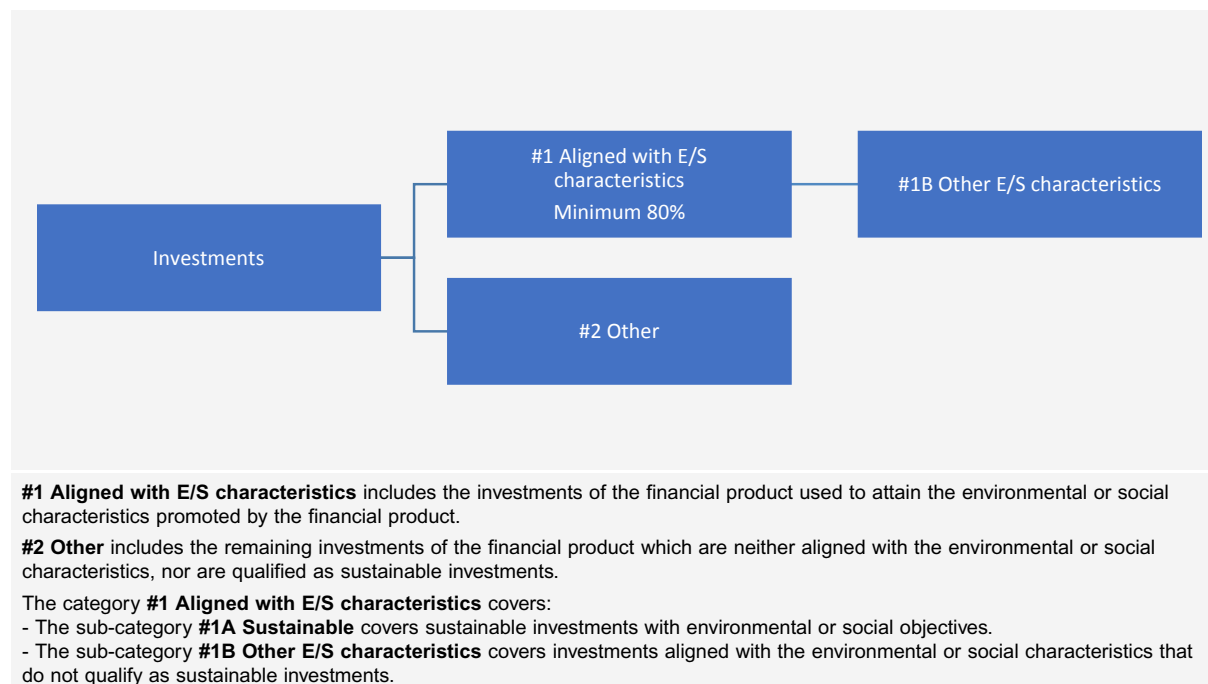 #1 Aligned with E/S
characteristics
Minimum 80%
#1B Other E/S characteristics
Investments
#2 Other
#1 Aligned with E/S characteristics includes the investments of the financial product used to attain the environmental or social
characteristics promoted by the financial product.
#2 Other includes the remaining investments of the financial product which are neither aligned with the environmental or social
characteristics, nor are qualified as sustainable investments.
The category #1 Aligned with E/S characteristics covers:
- The sub-category #1A Sustainable covers sustainable investments with environmental or social objectives.
- The sub-category #1B Other E/S characteristics covers investments aligned with the environmental or social characteristics that
do not qualify as sustainable investments.